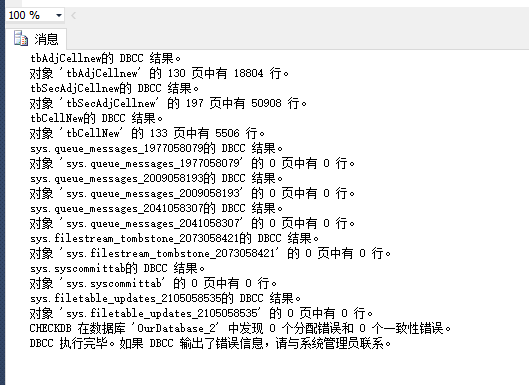 100 %
消息
tbAdjCellnew的 DBCC 结果。
对象 'tbAdjCellnew' 的 130 页中有 18804 行。
tbSecAdjCellnew的 DBCC 结果。
对象 'tbSecAdjCellnew' 的 197 页中有 50908 行。
tbCellNew的 DBCC 结果。
对象 'tbCellNew' 的 133 页中有 5506 行。
sys.queue_messages_1977058079的 DBCC 结果。
对象 'sys.queue_messages_1977058079' 的 0 页中有 0 行。
sys.queue_messages_2009058193的 DBCC 结果。
对象 'sys.queue_messages_2009058193' 的 0 页中有 0 行。
sys.queue_messages_2041058307的 DBCC 结果。
对象 'sys.queue_messages_2041058307' 的 0 页中有 0 行。
sys.filestream_tombstone_2073058421的 DBCC 结果。
对象 'sys.filestream_tombstone_2073058421' 的 0 页中有 0 行。
sys.syscommittab的 DBCC 结果。
对象 'sys.syscommittab' 的 0 页中有 0 行。
sys.filetable_updates_2105058535的 DBCC 结果。
对象 'sys.filetable_updates_2105058535' 的 0 页中有 0 行。
CHECKDB 在数据库 'OurDatabase_2' 中发现 0 个分配错误和 0 个一致性错误。
DBCC 执行完毕。如果 DBCC 输出了错误信息，请与系统管理员联系。